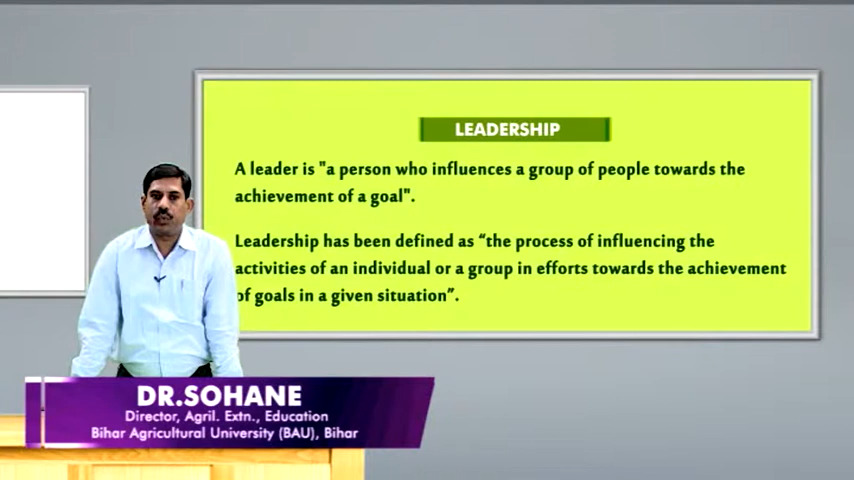 LEADERSHIP
A leader is "a person who influences a group of people towards the
achievement of a goal".
Leadership has been defined as “the process of influencing the
activities of an individual or a group in efforts towards the achievement
of goals in a given situation”.
DR.SOHANE
Director, Agril. Extn., Education
Bihar Agricultural University (BAU), Bihar